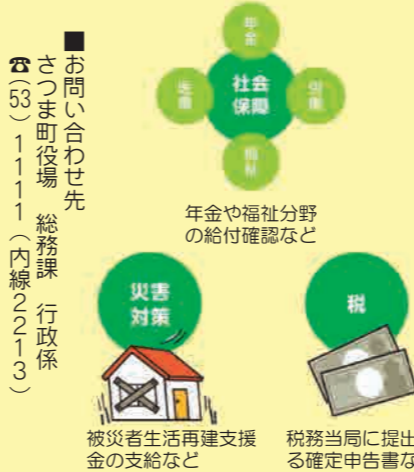 ■お問い合わせ先
さつま町役場 総務課 行政係
☎(53)1111(内線2213)
年金
医療
社会
保障
労働
福祉
年金や福祉分野
の給付確認など
災害
対策
被災者生活再建支援
金の支給など
税
税務当局に提出
る確定申告書な